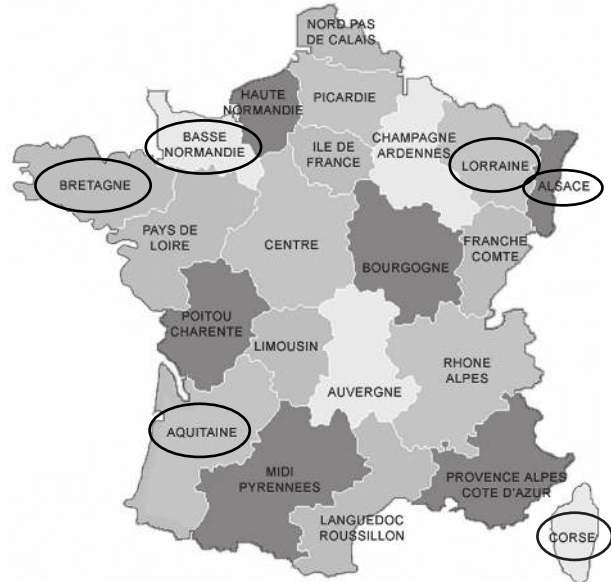 NORD PAS
DE CALAIS
HAUTE
NORMANDIE
PICARDIE
BASSE
NORMANDIE
CHAMPAGNE
ARDENNES
ILE DE
FRANCE
LORRAINE
BRETAGNE
ALSACE
PAYS DE
LOIRE
CENTRE
FRANCHE
COMTE
BOURGOGNE
POITOU
CHARENTE
LIMOUSIN
RHONE
ALPES
AUVERGNE
AQUITAINE
MIDI
PYRENNEES
PROVENCE ALPES
COTE D'AZUR
LANGUEDOC
ROUSSILLON
CORSE